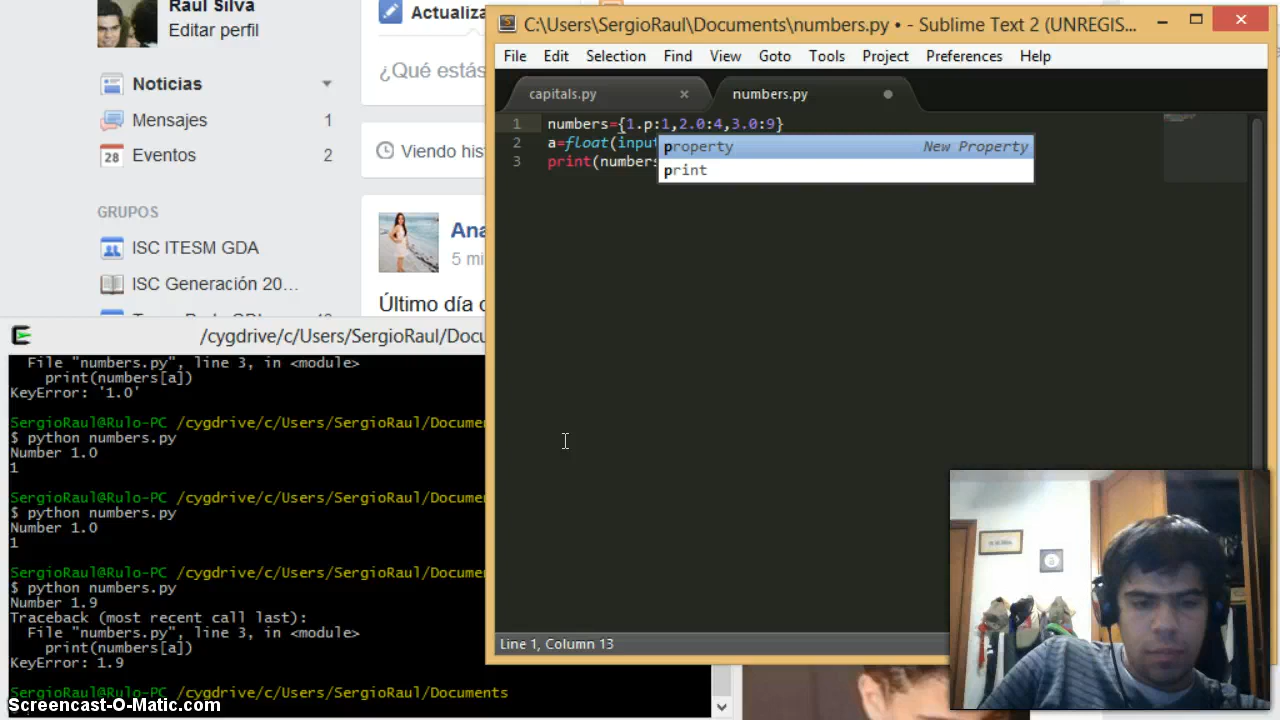 Raul Silva
Editar perfil
Noticias
Mensajes 1
28 Eventos 2
GRUPOS
ISC ITESM GDA
ISC Generación 20...
Actualiza
¿Qué estás
Viendo his
Ana
5 mi
Último día
C:\Users\SergioRaul\Documents\numbers.py • - Sublime Text 2 (UNREGIS...
File Edit Selection Find View Goto Tools Project Preferences Help
capitals.py
numbers.py
1 numbers={1.p:1,2.0:4,3.0:9}
2 a=float(input
3 print(numbers
property New Property
print
Line 1, Column 13
/cygdrive/c/Users/SergioRaul/Docu
File "numbers.py", line 3, in <module>
print(numbers[a])
KeyError: '1.0'
SergioRaul@Rulo-PC /cygdrive/c/Users/SergioRaul/Documen
$ python numbers.py
Number 1.0
1
SergioRaul@Rulo-PC /cygdrive/c/Users/SergioRaul/Documen
$ python numbers.py
Number 1.0
1
SergioRaul@Rulo-PC /cygdrive/c/Users/SergioRaul/Documen
$ python numbers.py
Number 1.9
Traceback (most recent call last):
File "numbers.py", line 3, in <module>
print(numbers[a])
KeyError: 1.9
SergioRaul@Rulo-PC /cygdrive/c/Users/SergioRaul/Documents
Screencast-O-Matic.com